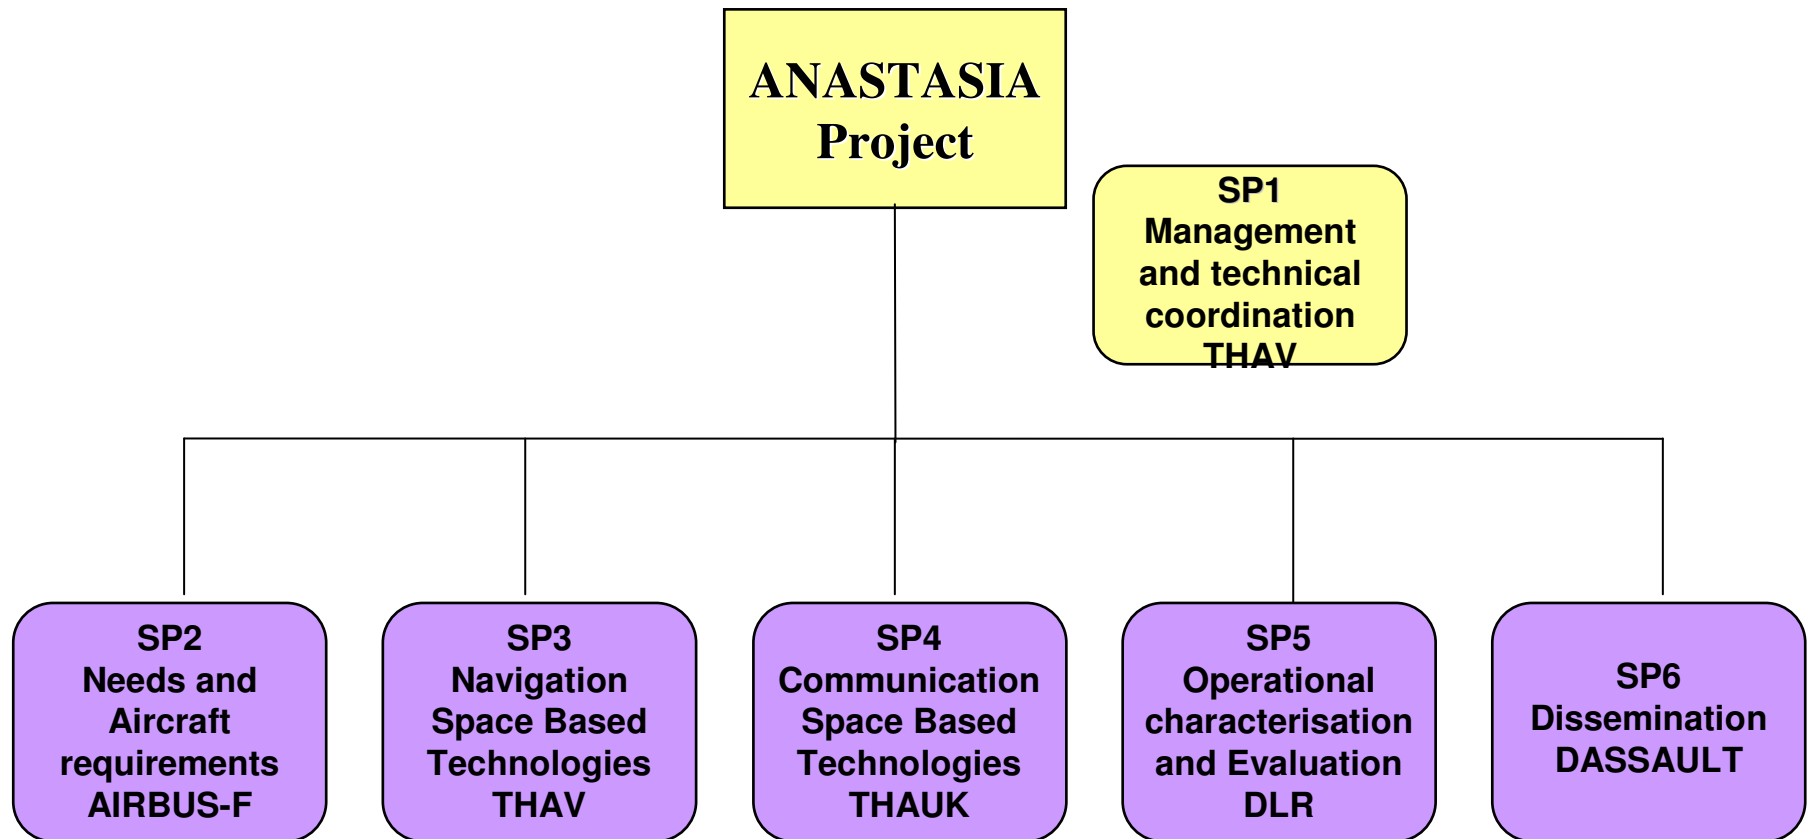 ANASTASIA
Project
SP1
Management
and technical
coordination
THAV
SP2
Needs and
Aircraft
requirements
AIRBUS-F
SP3
Navigation
Space Based
Technologies
THAV
SP4
Communication
Space Based
Technologies
THAUK
SP5
Operational
characterisation
and Evaluation
DLR
SP6
Dissemination
DASSAULT